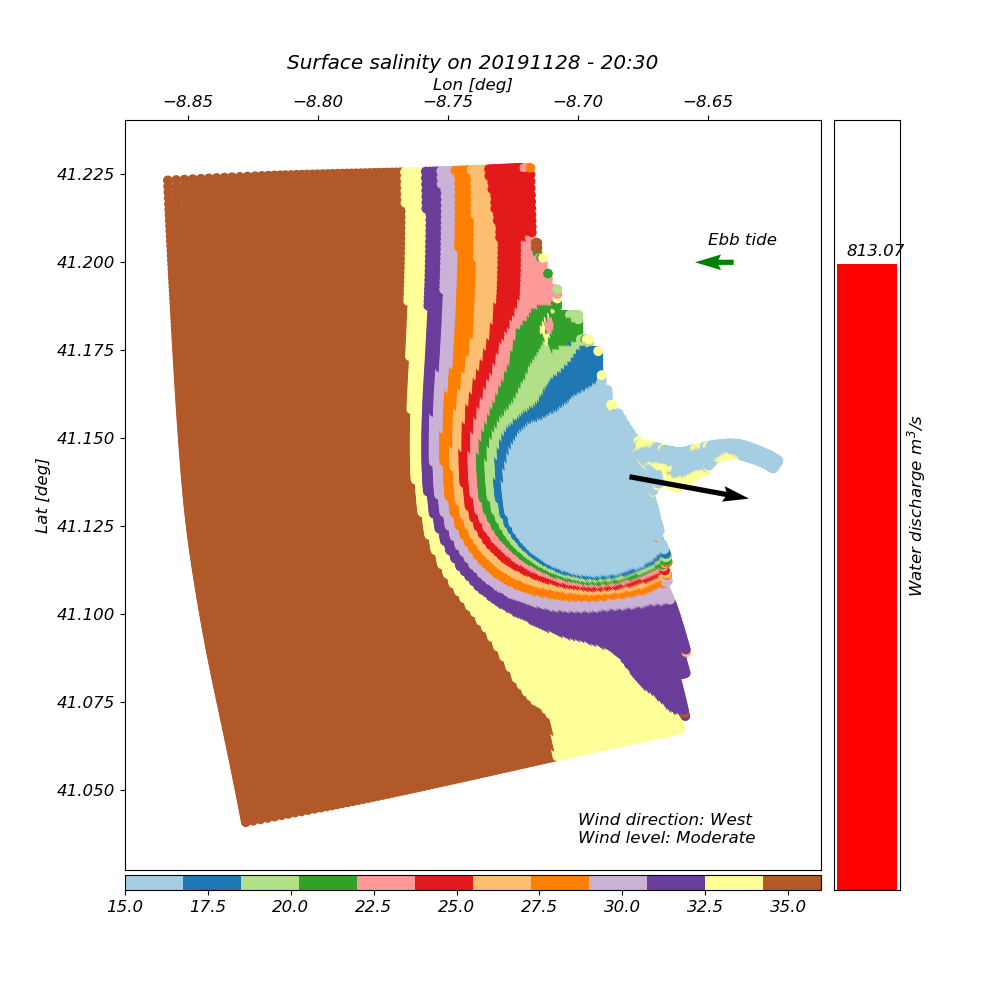 Surface salinity on 20191128 - 20:30
Lon [deg]
−8.85 −8.80 −8.75 −8.70 −8.65
41.225
41.200
41.175
41.150
41.125
41.100
41.075
41.050
Lat [deg]
Ebb tide
813.07
Water discharge m³/s
Wind direction: West
Wind level: Moderate
15.0 17.5 20.0 22.5 25.0 27.5 30.0 32.5 35.0